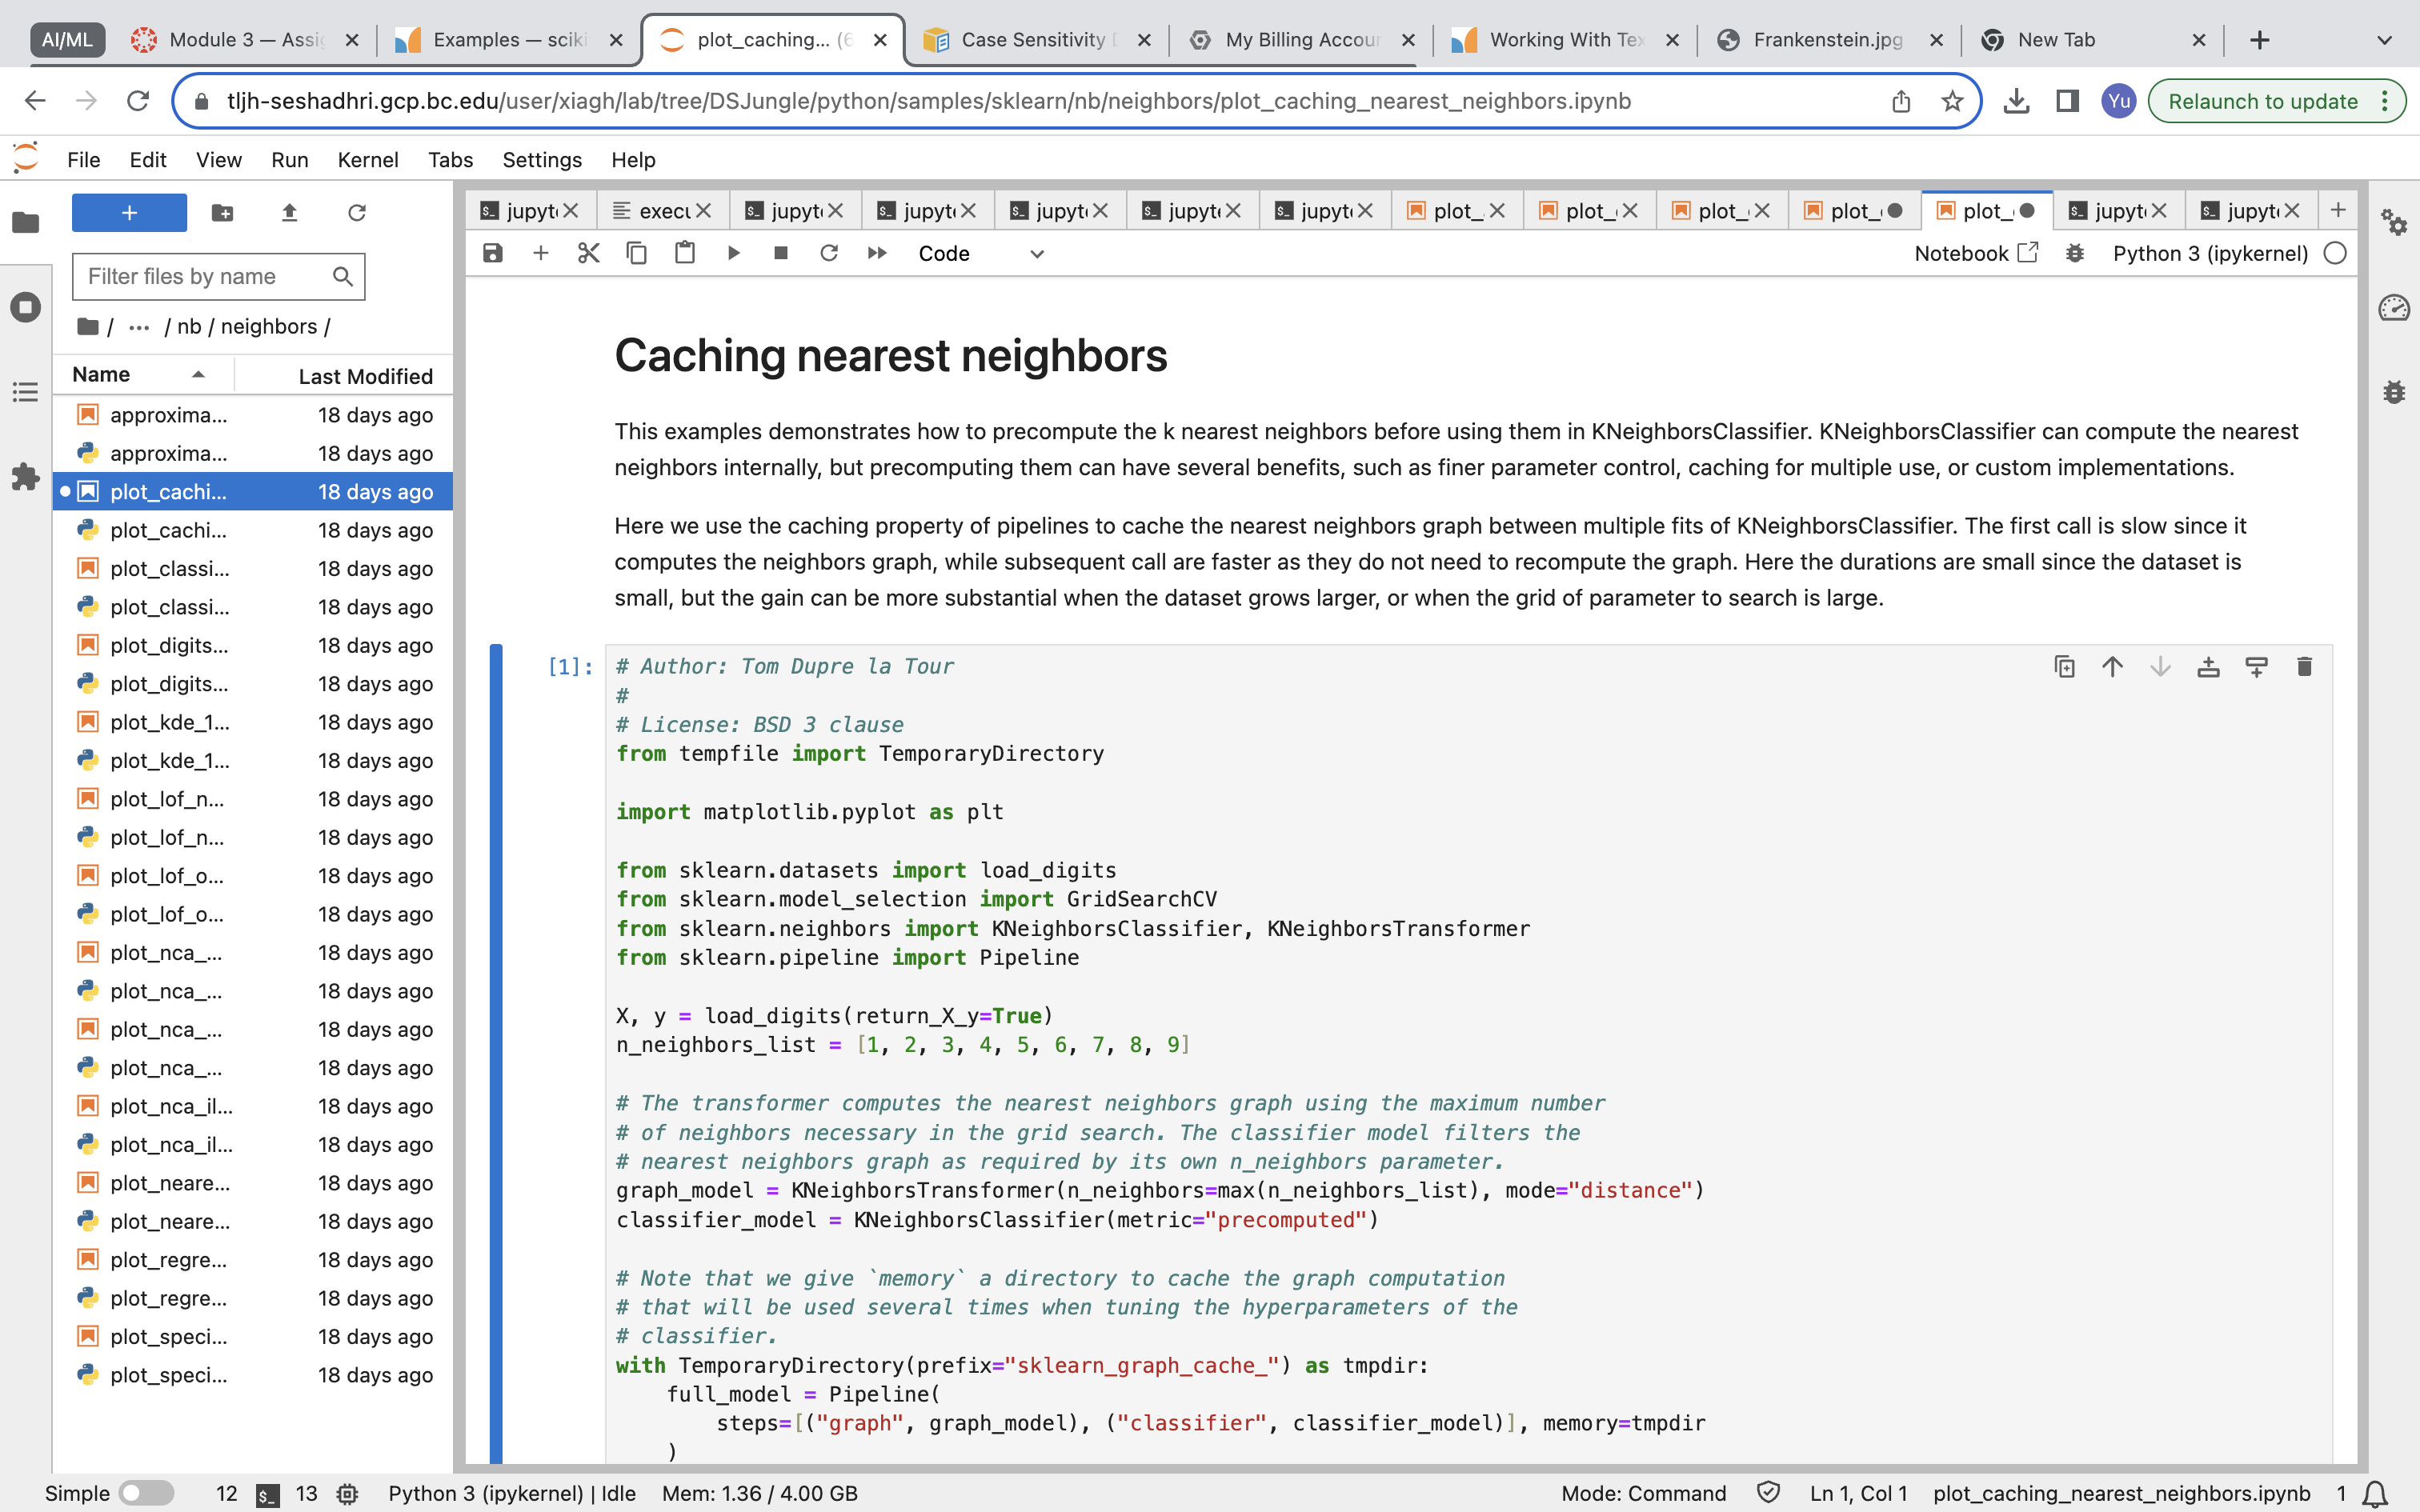 AI/ML
Module 3 — Assig
Examples — sciki
plot_caching... (6
Case Sensitivity D
My Billing Accour
Working With Tex
Frankenstein.jpg
New Tab
tljh-seshadhri.gcp.bc.edu/user/xiagh/lab/tree/DSJungle/python/samples/sklearn/nb/neighbors/plot_caching_nearest_neighbors.ipynb
Yu
Relaunch to update
File Edit View Run Kernel Tabs Settings Help
jupyte execu jupyte jupyte jupyte jupyte jupyte plot_ plot_ plot_ plot_ plot_ jupyte jupyte
Code
Notebook
Python 3 (ipykernel)
Filter files by name
/ ... / nb / neighbors /
Name Last Modified
approxima... 18 days ago
approxima... 18 days ago
plot_cachi... 18 days ago
plot_cachi... 18 days ago
plot_classi... 18 days ago
plot_classi... 18 days ago
plot_digits... 18 days ago
plot_digits... 18 days ago
plot_kde_1... 18 days ago
plot_kde_1... 18 days ago
plot_lof_n... 18 days ago
plot_lof_n... 18 days ago
plot_lof_o... 18 days ago
plot_lof_o... 18 days ago
plot_nca_... 18 days ago
plot_nca_... 18 days ago
plot_nca_... 18 days ago
plot_nca_... 18 days ago
plot_nca_il... 18 days ago
plot_nca_il... 18 days ago
plot_neare... 18 days ago
plot_neare... 18 days ago
plot_regre... 18 days ago
plot_regre... 18 days ago
plot_speci... 18 days ago
plot_speci... 18 days ago
Caching nearest neighbors
This examples demonstrates how to precompute the k nearest neighbors before using them in KNeighborsClassifier. KNeighborsClassifier can compute the nearest
neighbors internally, but precomputing them can have several benefits, such as finer parameter control, caching for multiple use, or custom implementations.
Here we use the caching property of pipelines to cache the nearest neighbors graph between multiple fits of KNeighborsClassifier. The first call is slow since it
computes the neighbors graph, while subsequent call are faster as they do not need to recompute the graph. Here the durations are small since the dataset is
small, but the gain can be more substantial when the dataset grows larger, or when the grid of parameter to search is large.
[1]: # Author: Tom Dupre la Tour
#
# License: BSD 3 clause
from tempfile import TemporaryDirectory
import matplotlib.pyplot as plt
from sklearn.datasets import load_digits
from sklearn.model_selection import GridSearchCV
from sklearn.neighbors import KNeighborsClassifier, KNeighborsTransformer
from sklearn.pipeline import Pipeline
X, y = load_digits(return_X_y=True)
n_neighbors_list = [1, 2, 3, 4, 5, 6, 7, 8, 9]
# The transformer computes the nearest neighbors graph using the maximum number
# of neighbors necessary in the grid search. The classifier model filters the
# nearest neighbors graph as required by its own n_neighbors parameter.
graph_model = KNeighborsTransformer(n_neighbors=max(n_neighbors_list), mode="distance")
classifier_model = KNeighborsClassifier(metric="precomputed")
# Note that we give `memory` a directory to cache the graph computation
# that will be used several times when tuning the hyperparameters of the
# classifier.
with TemporaryDirectory(prefix="sklearn_graph_cache_") as tmpdir:
    full_model = Pipeline(
        steps=[("graph", graph_model), ("classifier", classifier_model)], memory=tmpdir
    )
Simple 12 $_ 13 Python 3 (ipykernel) | Idle Mem: 1.36 / 4.00 GB Mode: Command Ln 1, Col 1 plot_caching_nearest_neighbors.ipynb 1